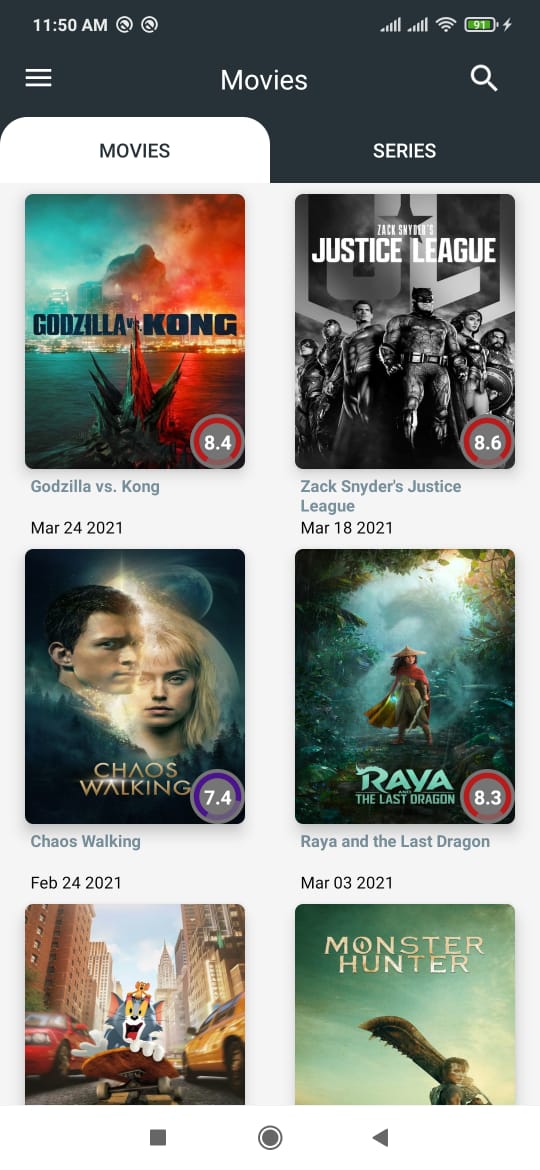 11:50 AM
91
Movies
MOVIES
SERIES
GODZILLA VS. KONG
8.4
ZACK SNYDER'S
JUSTICE LEAGUE
8.6
Godzilla vs. Kong
Mar 24 2021
Zack Snyder's Justice
League
Mar 18 2021
CHAOS
WALKING
7.4
RAYA
AND
THE LAST DRAGON
8.3
Chaos Walking
Feb 24 2021
Raya and the Last Dragon
Mar 03 2021
MONSTER
HUNTER